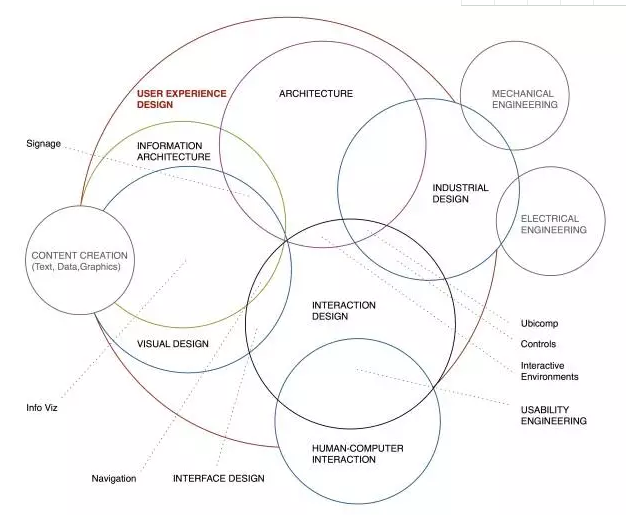 USER EXPERIENCE
DESIGN
ARCHITECTURE
MECHANICAL
ENGINEERING
Signage
INFORMATION
ARCHITECTURE
INDUSTRIAL
DESIGN
ELECTRICAL
ENGINEERING
CONTENT CREATION
(Text, Data,Graphics)
INTERACTION
DESIGN
Ubicomp
VISUAL DESIGN
Controls
Interactive
Environments
Info Viz
USABILITY
ENGINEERING
HUMAN-COMPUTER
INTERACTION
Navigation
INTERFACE DESIGN